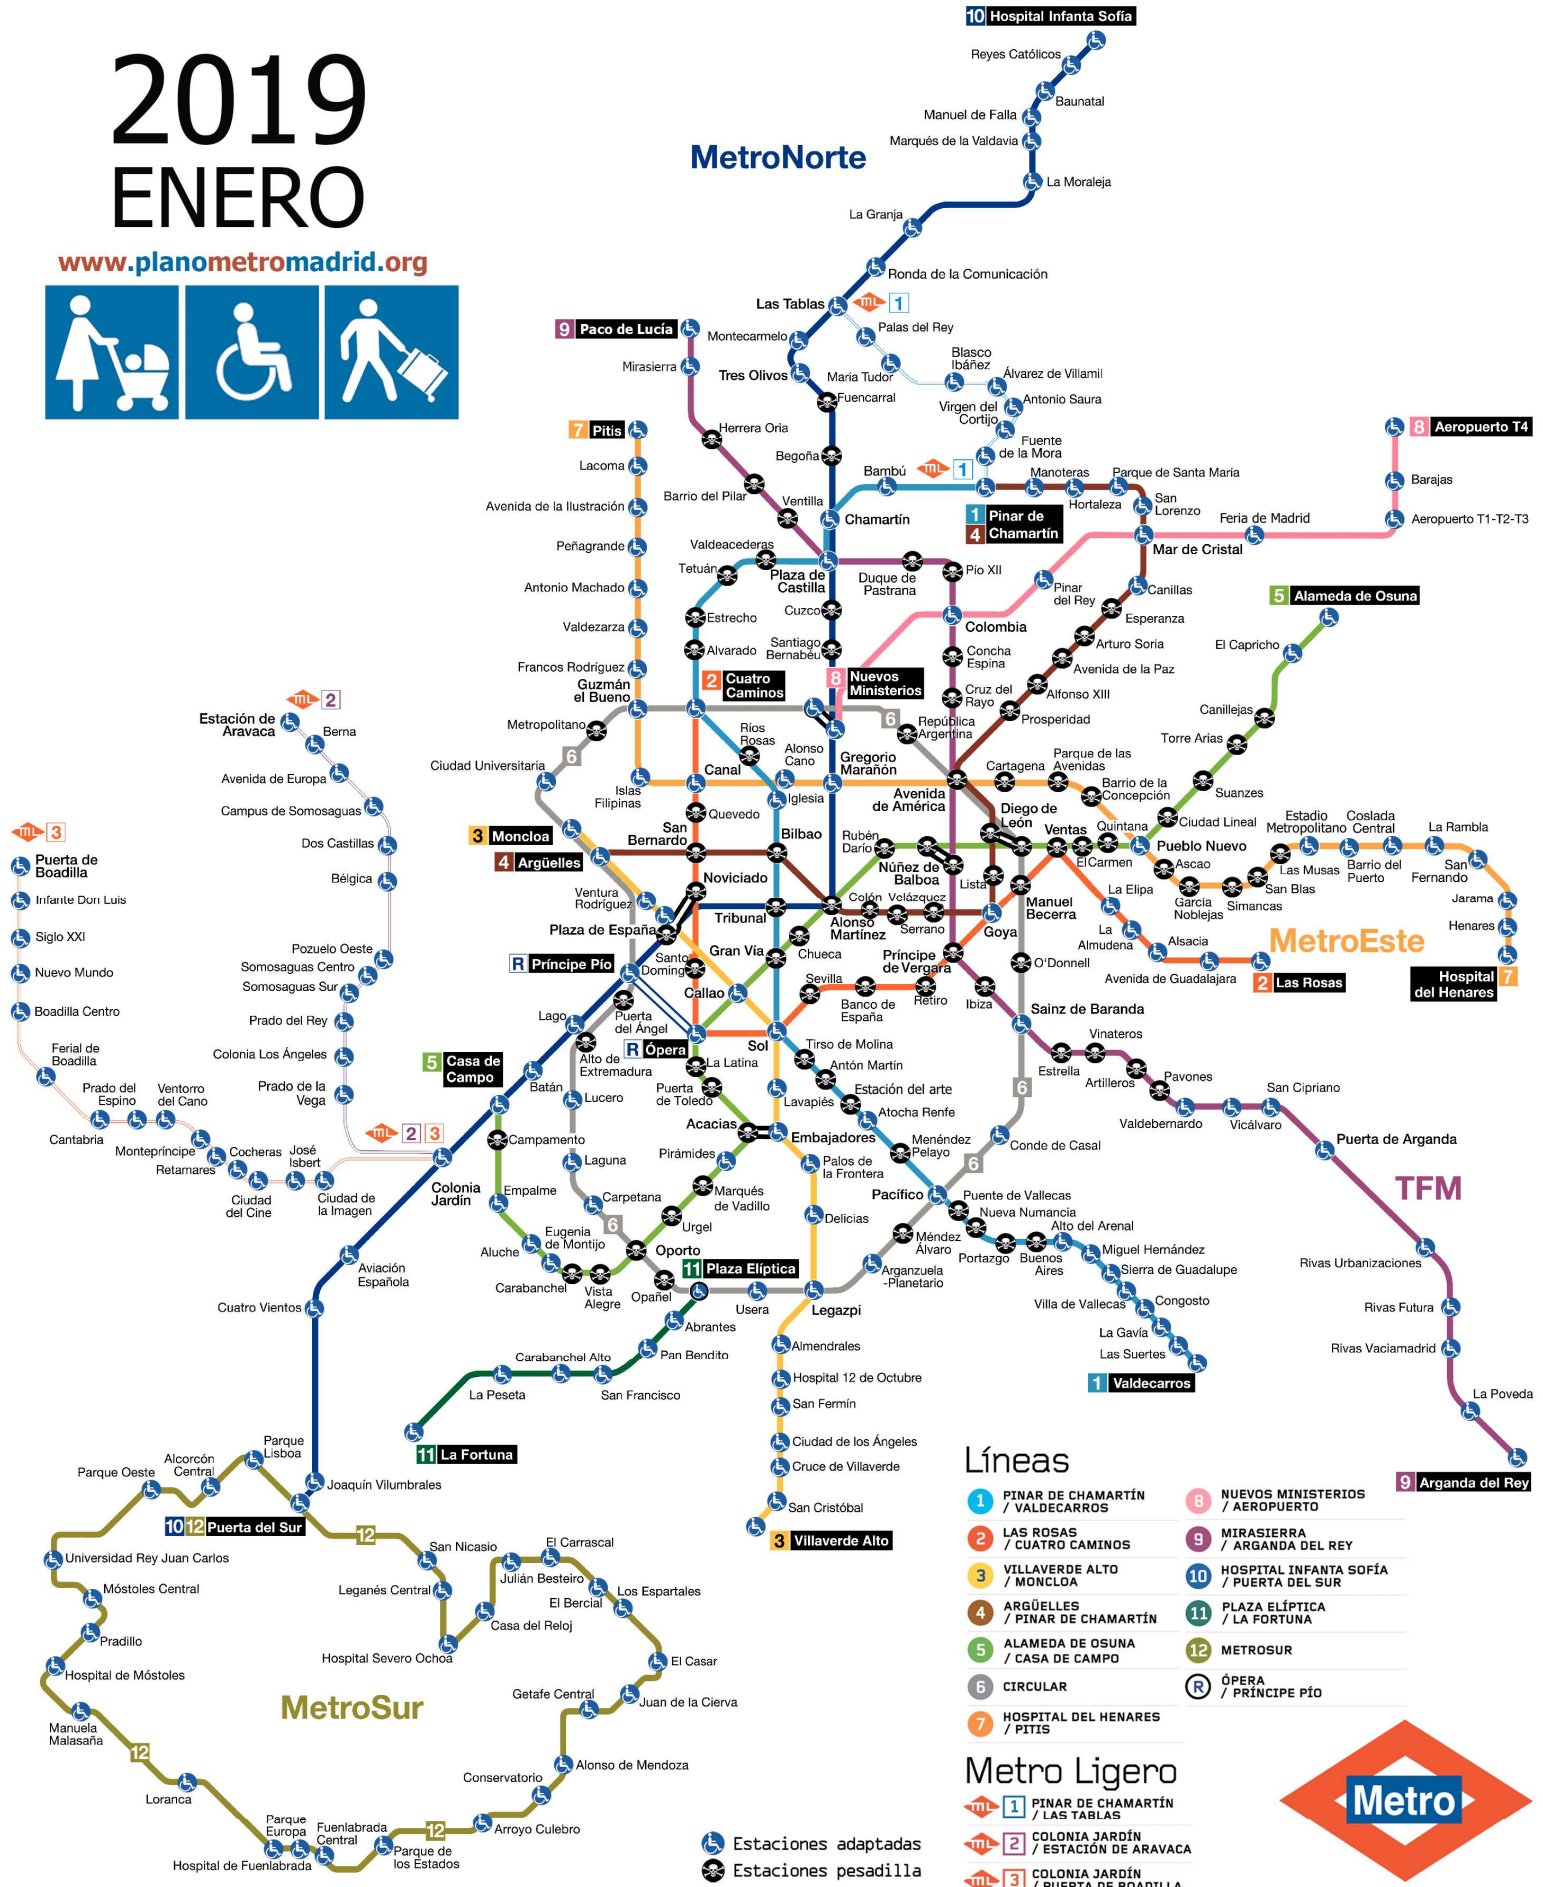 2019
ENERO
www.planometromadrid.org
10 Hospital Infanta Sofía
Reyes Católicos
Baunatal
Manuel de Falla
Marqués de la Valdavia
MetroNorte
La Moraleja
La Granja
Ronda de la Comunicación
Las Tablas
mL 1
9 Paco de Lucía
Montecarmelo
Palas del Rey
Mirasierra
Tres Olivos
María Tudor
Blasco
Ibáñez
Álvarez de Villamil
Fuencarral
Antonio Saura
Virgen del
Cortijo
7 Pitis
Herrera Oria
Fuente
de la Mora
8 Aeropuerto T4
Lacoma
Begoña
Bambú
mL 1
Manoteras
Parque de Santa María
Barajas
Barrio del Pilar
Ventilla
Hortaleza
San
Lorenzo
Avenida de la Ilustración
Chamartín
1 Pinar de
4 Chamartín
Feria de Madrid
Aeropuerto T1-T2-T3
Peñagrande
Valdeacederas
Mar de Cristal
Tetuán
Plaza de
Castilla
Duque de
Pastrana
Pío XII
Antonio Machado
Pinar
del Rey
Canillas
5 Alameda de Osuna
Cuzco
Estrecho
Esperanza
Valdezarza
Colombia
Santiago
Bernabéu
Arturo Soria
El Capricho
Alvarado
Concha
Espina
Francos Rodríguez
Avenida de la Paz
Guzmán
el Bueno
2 Cuatro
Caminos
8 Nuevos
Ministerios
Cruz del
Rayo
Alfonso XIII
mL 2
Canillejas
Estación de
Aravaca
Metropolitano
6
República
Argentina
Prosperidad
Berna
Ríos
Rosas
Torre Arias
6
Alonso
Cano
Gregorio
Marañón
Parque de las
Avenidas
Ciudad Universitaria
Canal
Cartagena
Avenida de Europa
Islas
Filipinas
Iglesia
Avenida
de América
Barrio de la
Concepción
Suanzes
Campus de Somosaguas
Quevedo
Diego de
León
Ciudad Lineal
Estadio
Metropolitano
Coslada
Central
La Rambla
mL 3
3 Moncloa
San
Bernardo
Bilbao
Rubén
Darío
Ventas
Quintana
Dos Castillas
4 Argüelles
El Carmen
Pueblo Nuevo
Puerta de
Boadilla
Núñez de
Balboa
Ascao
Las Musas
Barrio del
Puerto
San
Fernando
Bélgica
Noviciado
Lista
La Elipa
San Blas
Infante Don Luis
Ventura
Rodríguez
Colón
Velázquez
Manuel
Becerra
García
Noblejas
Simancas
Jarama
Tribunal
Alonso
Martínez
Serrano
Goya
La
Almudena
Henares
Siglo XXI
Plaza de España
Alsacia
MetroEste
Pozuelo Oeste
Gran Vía
Chueca
Príncipe
de Vergara
O'Donnell
Somosaguas Centro
R Príncipe Pío
Santo
Domingo
Avenida de Guadalajara
2 Las Rosas
Hospital
del Henares 7
Nuevo Mundo
Somosaguas Sur
Callao
Sevilla
Retiro
Ibiza
Boadilla Centro
Banco de
España
Sainz de Baranda
Prado del Rey
Lago
Puerta
del Ángel
Vinateros
Ferial de
Boadilla
Colonia Los Ángeles
5 Casa de
Campo
R Ópera
Sol
Tirso de Molina
Alto de
Extremadura
La Latina
Antón Martín
Estrella
Prado del
Espino
Ventorro
del Cano
Prado de la
Vega
Batán
Puerta
de Toledo
Estación del arte
6
Artilleros
Pavones
San Cipriano
Lucero
Lavapiés
Atocha Renfe
Valdebernardo
Vicálvaro
Cantabria
mL 2 3
Campamento
Acacias
Embajadores
Menéndez
Pelayo
Conde de Casal
Puerta de Arganda
Montepríncipe
Retamares
Cocheras
José
Isbert
Laguna
Pirámides
Palos de
la Frontera
6
Colonia
Jardín
Empalme
Carpetana
Marqués
de Vadillo
Pacífico
Puente de Vallecas
TFM
Ciudad
del Cine
Ciudad de
la Imagen
6
Urgel
Delicias
Nueva Numancia
Aluche
Eugenia
de Montijo
Oporto
Méndez
Álvaro
Portazgo
Buenos
Aires
Alto del Arenal
Miguel Hernández
Aviación
Española
Carabanchel
Vista
Alegre
Opañel
11 Plaza Elíptica
Arganzuela
-Planetario
Sierra de Guadalupe
Rivas Urbanizaciones
Cuatro Vientos
Usera
Legazpi
Villa de Vallecas
Congosto
Rivas Futura
Abrantes
La Gavía
Carabanchel Alto
Pan Bendito
Almendrales
Las Suertes
Rivas Vaciamadrid
La Peseta
San Francisco
Hospital 12 de Octubre
1 Valdecarros
La Poveda
San Fermín
11 La Fortuna
Ciudad de los Ángeles
Parque
Lisboa
Alcorcón
Central
Cruce de Villaverde
Parque Oeste
Joaquín Vilumbrales
9 Arganda del Rey
San Cristóbal
10 12 Puerta del Sur
12
3 Villaverde Alto
Universidad Rey Juan Carlos
San Nicasio
El Carrascal
Móstoles Central
Leganés Central
Julián Besteiro
El Bercial
Los Espartales
Pradillo
Casa del Reloj
Hospital Severo Ochoa
Hospital de Móstoles
El Casar
MetroSur
Getafe Central
Juan de la Cierva
Manuela
Malasaña
12
Alonso de Mendoza
Loranca
Conservatorio
Parque
Europa
Fuenlabrada
Central
12
Arroyo Culebro
Hospital de Fuenlabrada
Parque de
los Estados
Estaciones adaptadas
Estaciones pesadilla
Líneas
1 PINAR DE CHAMARTÍN
/ VALDECARROS
2 LAS ROSAS
/ CUATRO CAMINOS
3 VILLAVERDE ALTO
/ MONCLOA
4 ARGÜELLES
/ PINAR DE CHAMARTÍN
5 ALAMEDA DE OSUNA
/ CASA DE CAMPO
6 CIRCULAR
7 HOSPITAL DEL HENARES
/ PITIS
8 NUEVOS MINISTERIOS
/ AEROPUERTO
9 MIRASIERRA
/ ARGANDA DEL REY
10 HOSPITAL INFANTA SOFÍA
/ PUERTA DEL SUR
11 PLAZA ELÍPTICA
/ LA FORTUNA
12 METROSUR
R ÓPERA
/ PRÍNCIPE PÍO
Metro Ligero
mL 1 PINAR DE CHAMARTÍN
/ LAS TABLAS
mL 2 COLONIA JARDÍN
/ ESTACIÓN DE ARAVACA
mL 3 COLONIA JARDÍN
/ PUERTA DE BOADILLA
Metro